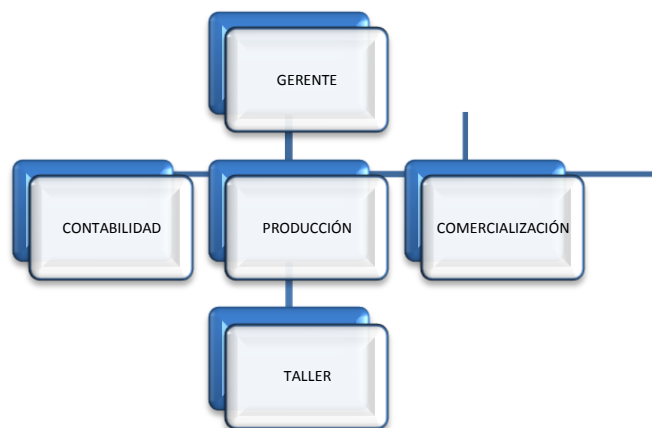 GERENTE
CONTABILIDAD
PRODUCCIÓN
COMERCIALIZACIÓN
TALLER